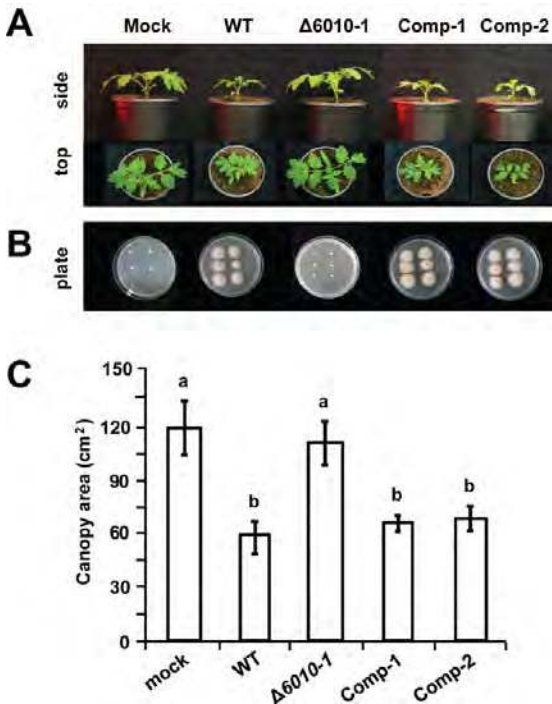 A
Mock WT Δ6010-1 Comp-1 Comp-2
side
top
B
plate
C
150
120
90
60
30
0
Canopy area (cm²)
a
b
a
b
b
mock
WT
Δ6010-1
Comp-1
Comp-2